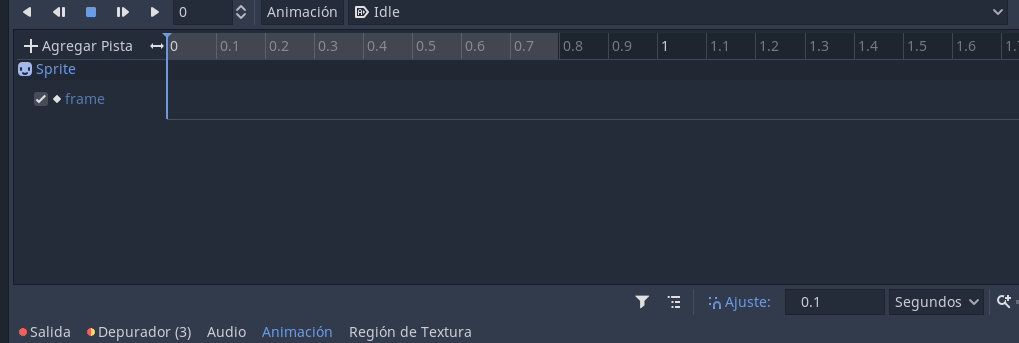 0 Animación Idle
Agregar Pista 0 0.1 0.2 0.3 0.4 0.5 0.6 0.7 0.8 0.9 1 1.1 1.2 1.3 1.4 1.5 1.6 1.
Sprite
frame
Ajuste: 0.1 Segundos
Salida Depurador (3) Audio Animación Región de Textura